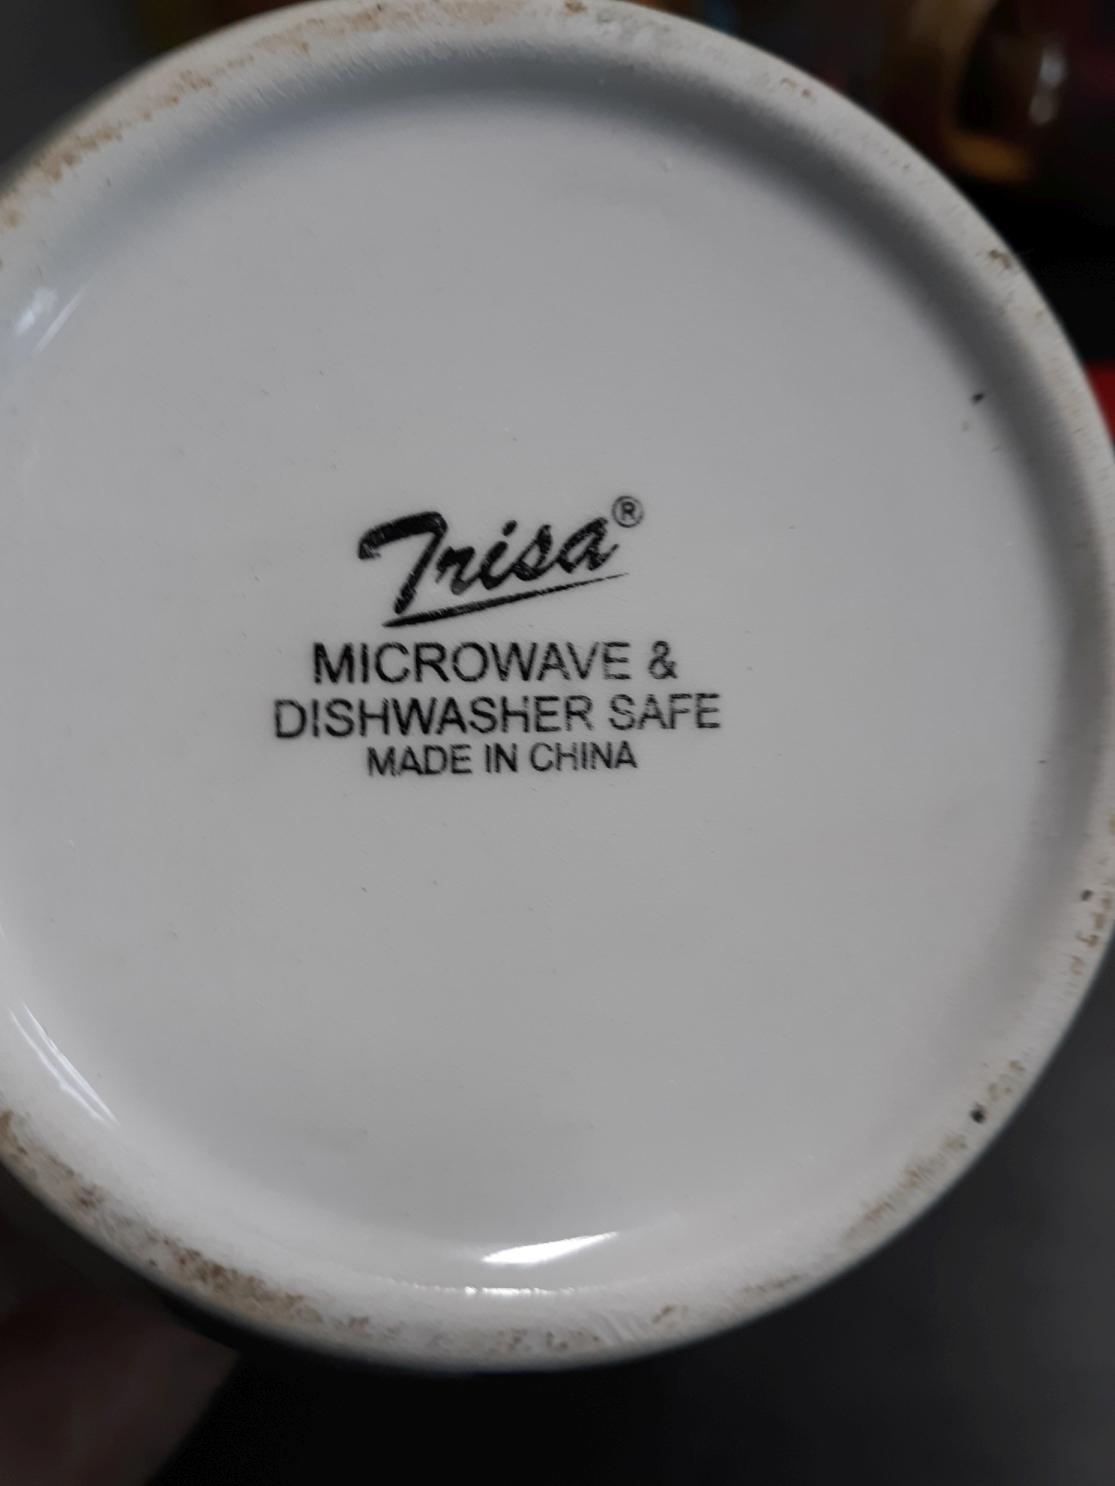 Trisa®
MICROWAVE &
DISHWASHER SAFE
MADE IN CHINA